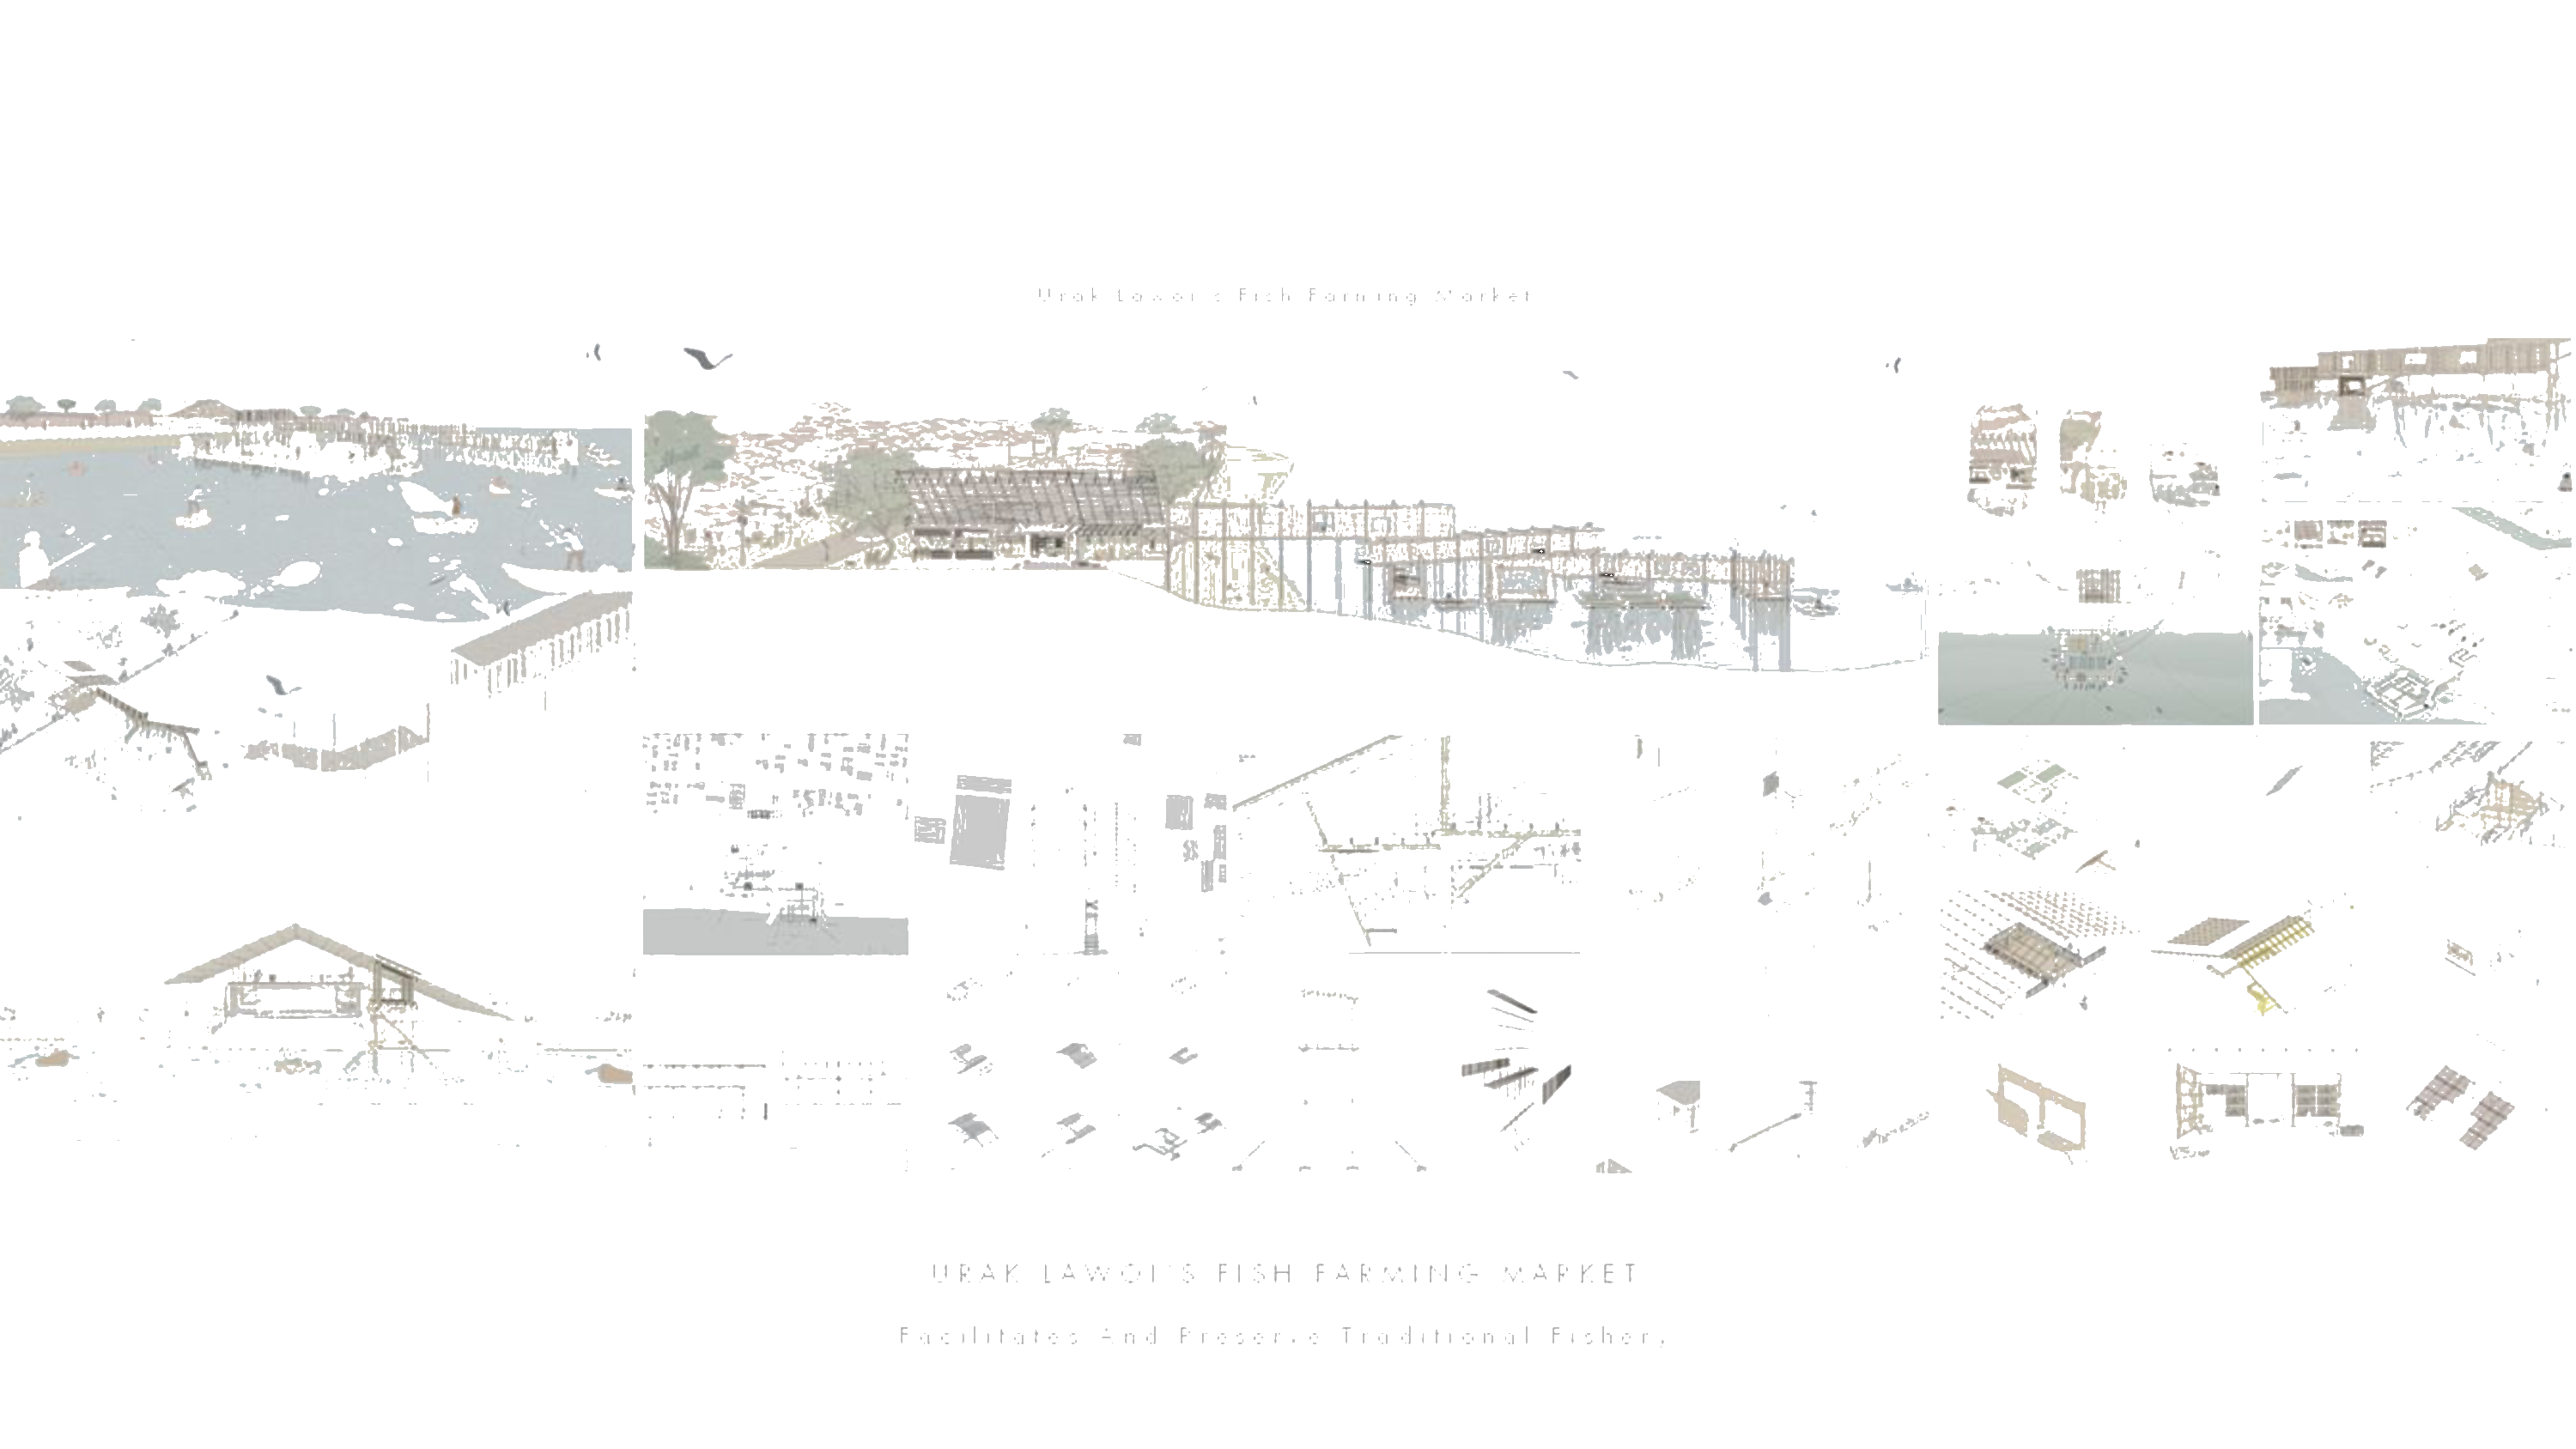 Urak Lawoi's Fish Farming Market
URAK LAWOI'S FISH FARMING MARKET
Facilitates And Preserve Traditional Fishery